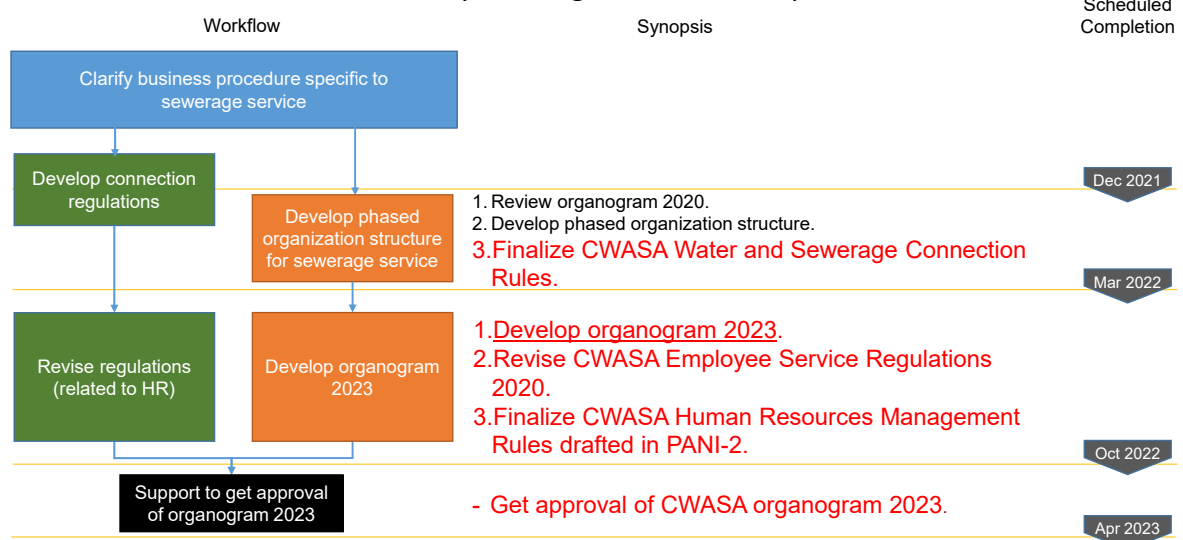 Scheduled
Completion
Workflow
Synopsis
Clarify business procedure specific to
sewerage service
Develop connection
regulations
Dec 2021
Develop phased
organization structure
for sewerage service
1. Review organogram 2020.
2. Develop phased organization structure.
3.Finalize CWASA Water and Sewerage Connection
Rules.
Mar 2022
Revise regulations
(related to HR)
Develop organogram
2023
1.Develop organogram 2023.
2.Revise CWASA Employee Service Regulations
2020.
3.Finalize CWASA Human Resources Management
Rules drafted in PANI-2.
Oct 2022
Support to get approval
of organogram 2023
- Get approval of CWASA organogram 2023.
Apr 2023